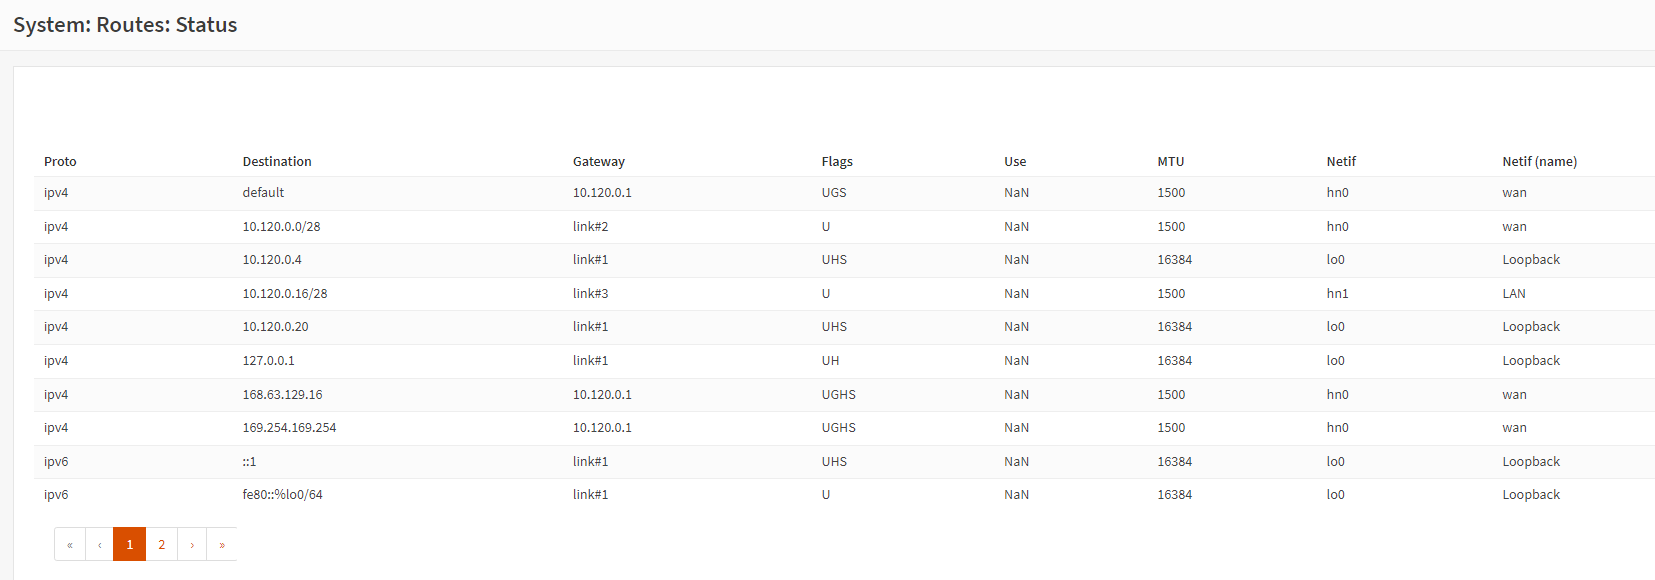 System: Routes: Status
Proto Destination Gateway Flags Use MTU Netif Netif (name)
ipv4 default 10.120.0.1 UGS NaN 1500 hn0 wan
ipv4 10.120.0.0/28 link#2 U NaN 1500 hn0 wan
ipv4 10.120.0.4 link#1 UHS NaN 16384 lo0 Loopback
ipv4 10.120.0.16/28 link#3 U NaN 1500 hn1 LAN
ipv4 10.120.0.20 link#1 UHS NaN 16384 lo0 Loopback
ipv4 127.0.0.1 link#1 UH NaN 16384 lo0 Loopback
ipv4 168.63.129.16 10.120.0.1 UGHS NaN 1500 hn0 wan
ipv4 169.254.169.254 10.120.0.1 UGHS NaN 1500 hn0 wan
ipv6 ::1 link#1 UHS NaN 16384 lo0 Loopback
ipv6 fe80::%lo0/64 link#1 U NaN 16384 lo0 Loopback
« ‹ 1 2 › »